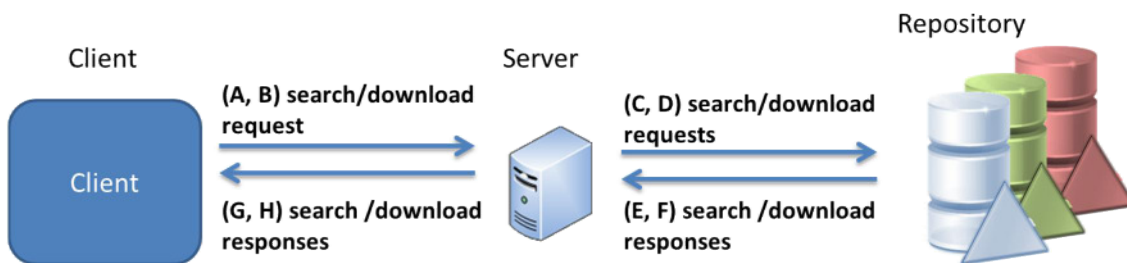 Client
Server
Repository
(A, B) search/download
request
(C, D) search/download
requests
Client
(G, H) search /download
responses
(E, F) search /download
responses